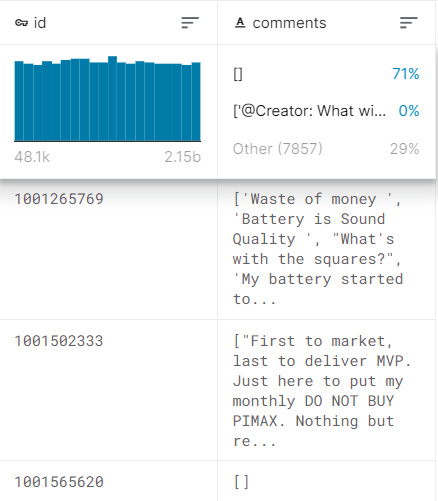 id
comments
[]
71%
['@Creator: What wi...
0%
Other (7857)
29%
48.1k
2.15b
1001265769
['Waste of money ',
'Battery is Sound
Quality ', "What's
with the squares?",
'My battery started
to...
1001502333
["First to market,
last to deliver MVP.
Just here to put my
monthly DO NOT BUY
PIMAX. Nothing but
re...
1001565620
[]